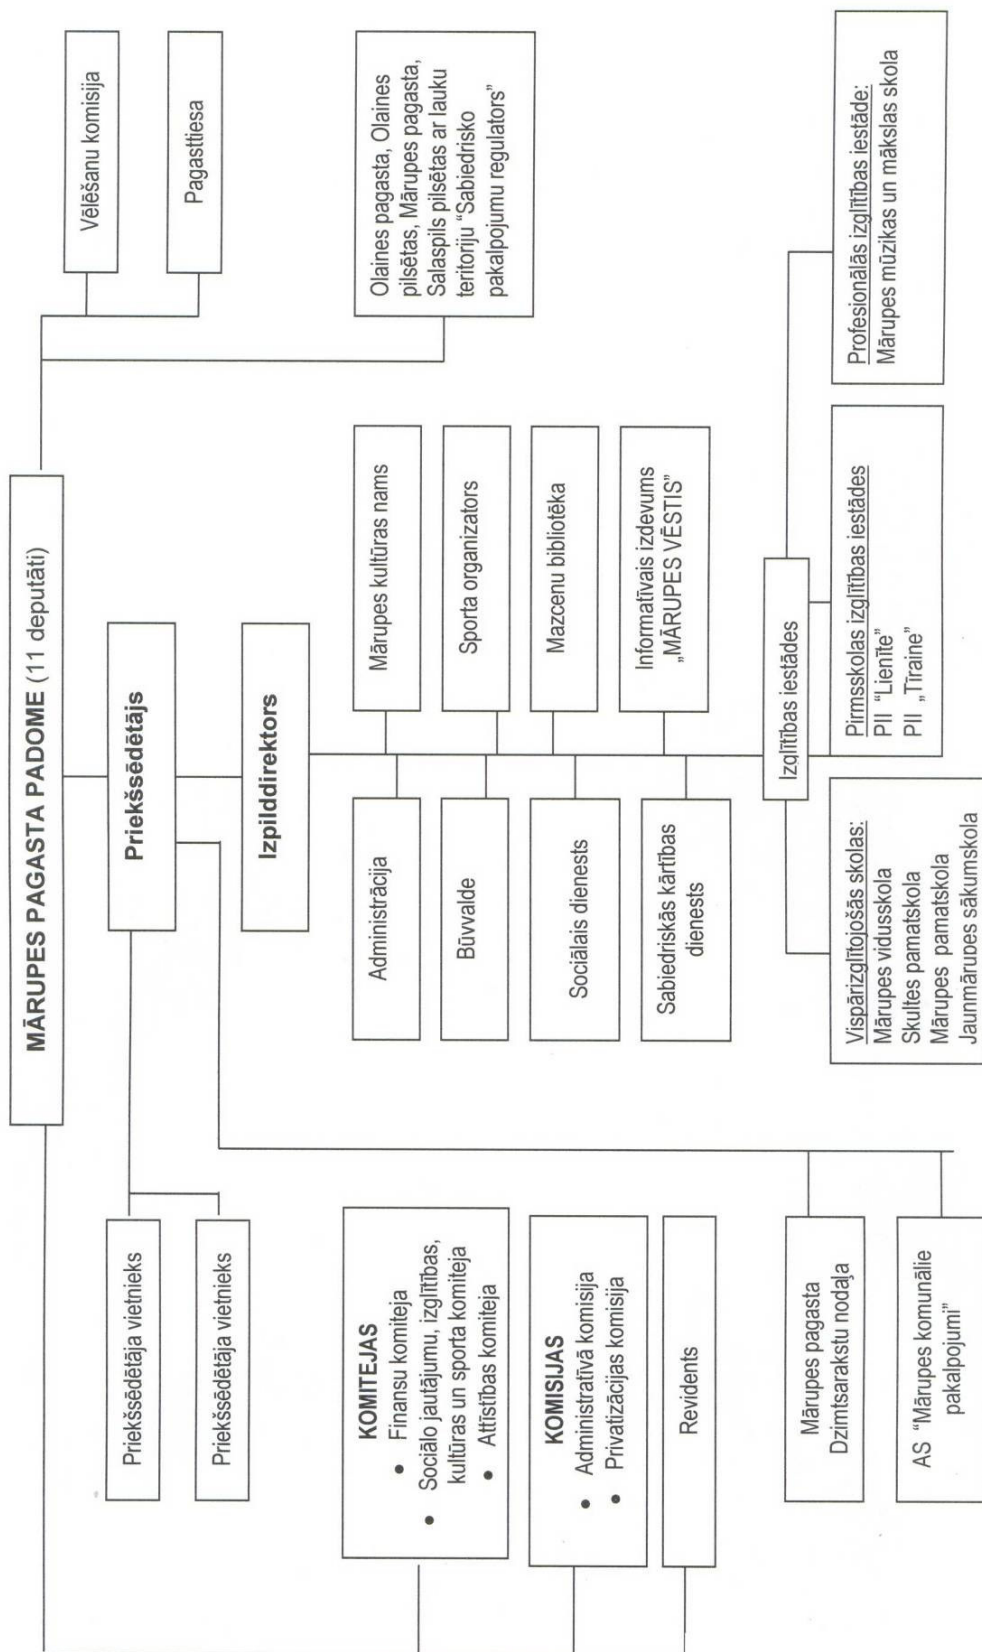 MĀRUPES PAGASTA PADOME (11 deputāti)
Priekšsēdētājs
Izpilddirektors
Priekšsēdētāja vietnieks
Priekšsēdētāja vietnieks
Vēlēšanu komisija
Pagasttiesa
Olaines pagasta, Olaines
pilsētas, Mārupes pagasta,
Salaspils pilsētas ar lauku
teritoriju “Sabiedrisko
pakalpojumu regulators”
KOMITEJAS
• Finansu komiteja
• Sociālo jautājumu, izglītības,
kultūras un sporta komiteja
• Attīstības komiteja
KOMISIJAS
• Administratīvā komisija
• Privatizācijas komisija
Revidents
Mārupes pagasta
Dzimtsarakstu nodaļa
AS “Mārupes komunālie
pakalpojumi”
Administrācija
Būvvalde
Sociālais dienests
Sabiedriskās kārtības
dienests
Mārupes kultūras nams
Sporta organizators
Mazcenu bibliotēka
Informatīvais izdevums
„MĀRUPES VĒSTIS”
Izglītības iestādes
Vispārizglītojošās skolas:
Mārupes vidusskola
Skultes pamatskola
Mārupes pamatskola
Jaunmārupes sākumskola
Pirmsskolas izglītības iestādes
PII “Lienīte”
PII „Tīraine”
Profesionālās izglītības iestāde:
Mārupes mūzikas un mākslas skola